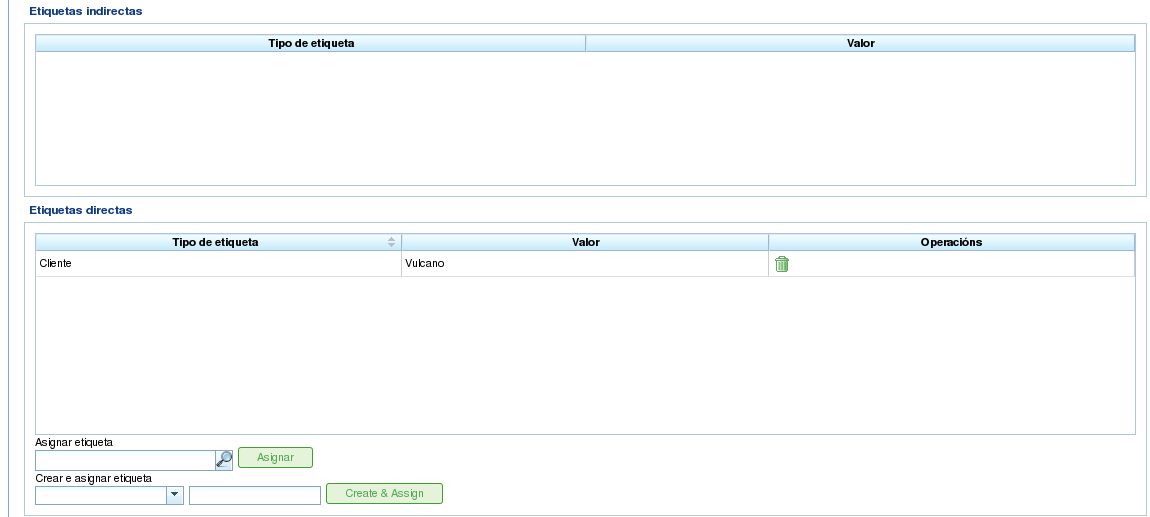 Etiquetas indirectas
Tipo de etiqueta Valor
Etiquetas directas
Tipo de etiqueta Valor Operacións
Cliente Vulcano
Asignar etiqueta
Asignar
Crear e asignar etiqueta
Create & Assign